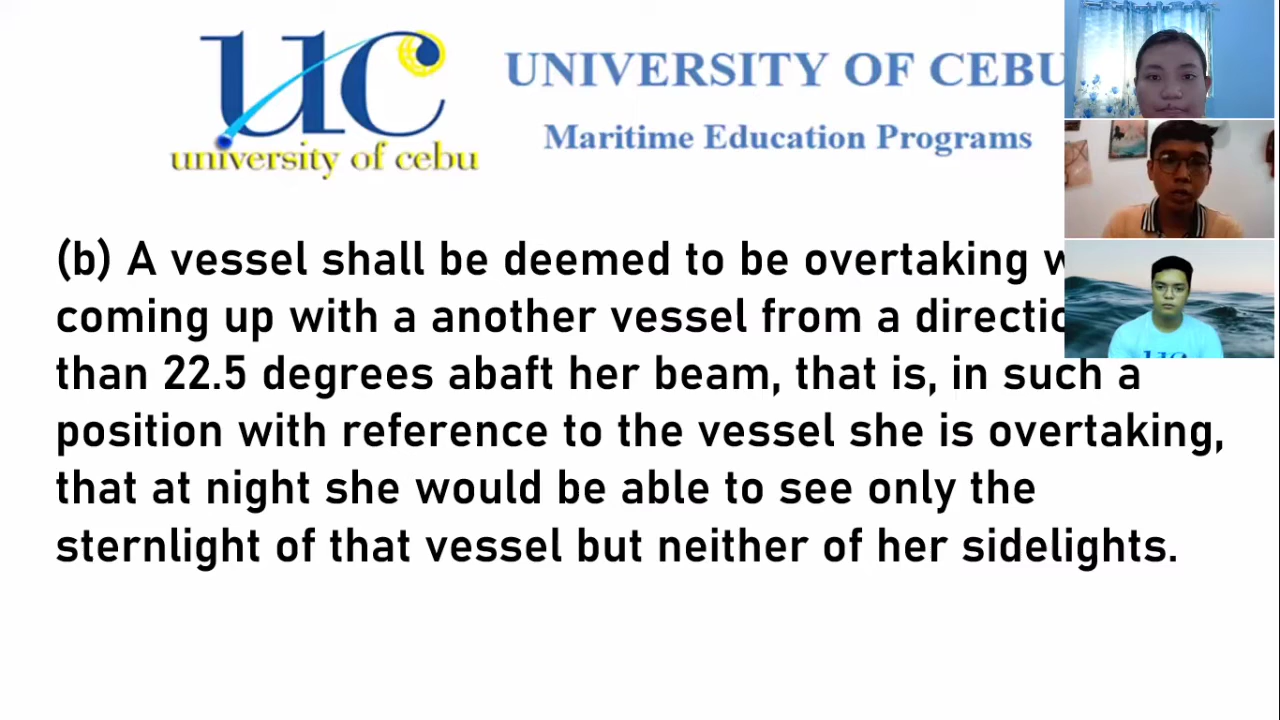 UC
university of cebu
UNIVERSITY OF CEBU
Maritime Education Programs
(b) A vessel shall be deemed to be overtaking
coming up with a another vessel from a
than 22.5 degrees abaft her beam, that is, in such a
position with reference to the vessel she is overtaking,
that at night she would be able to see only the
sternlight of that vessel but neither of her sidelights.
UC